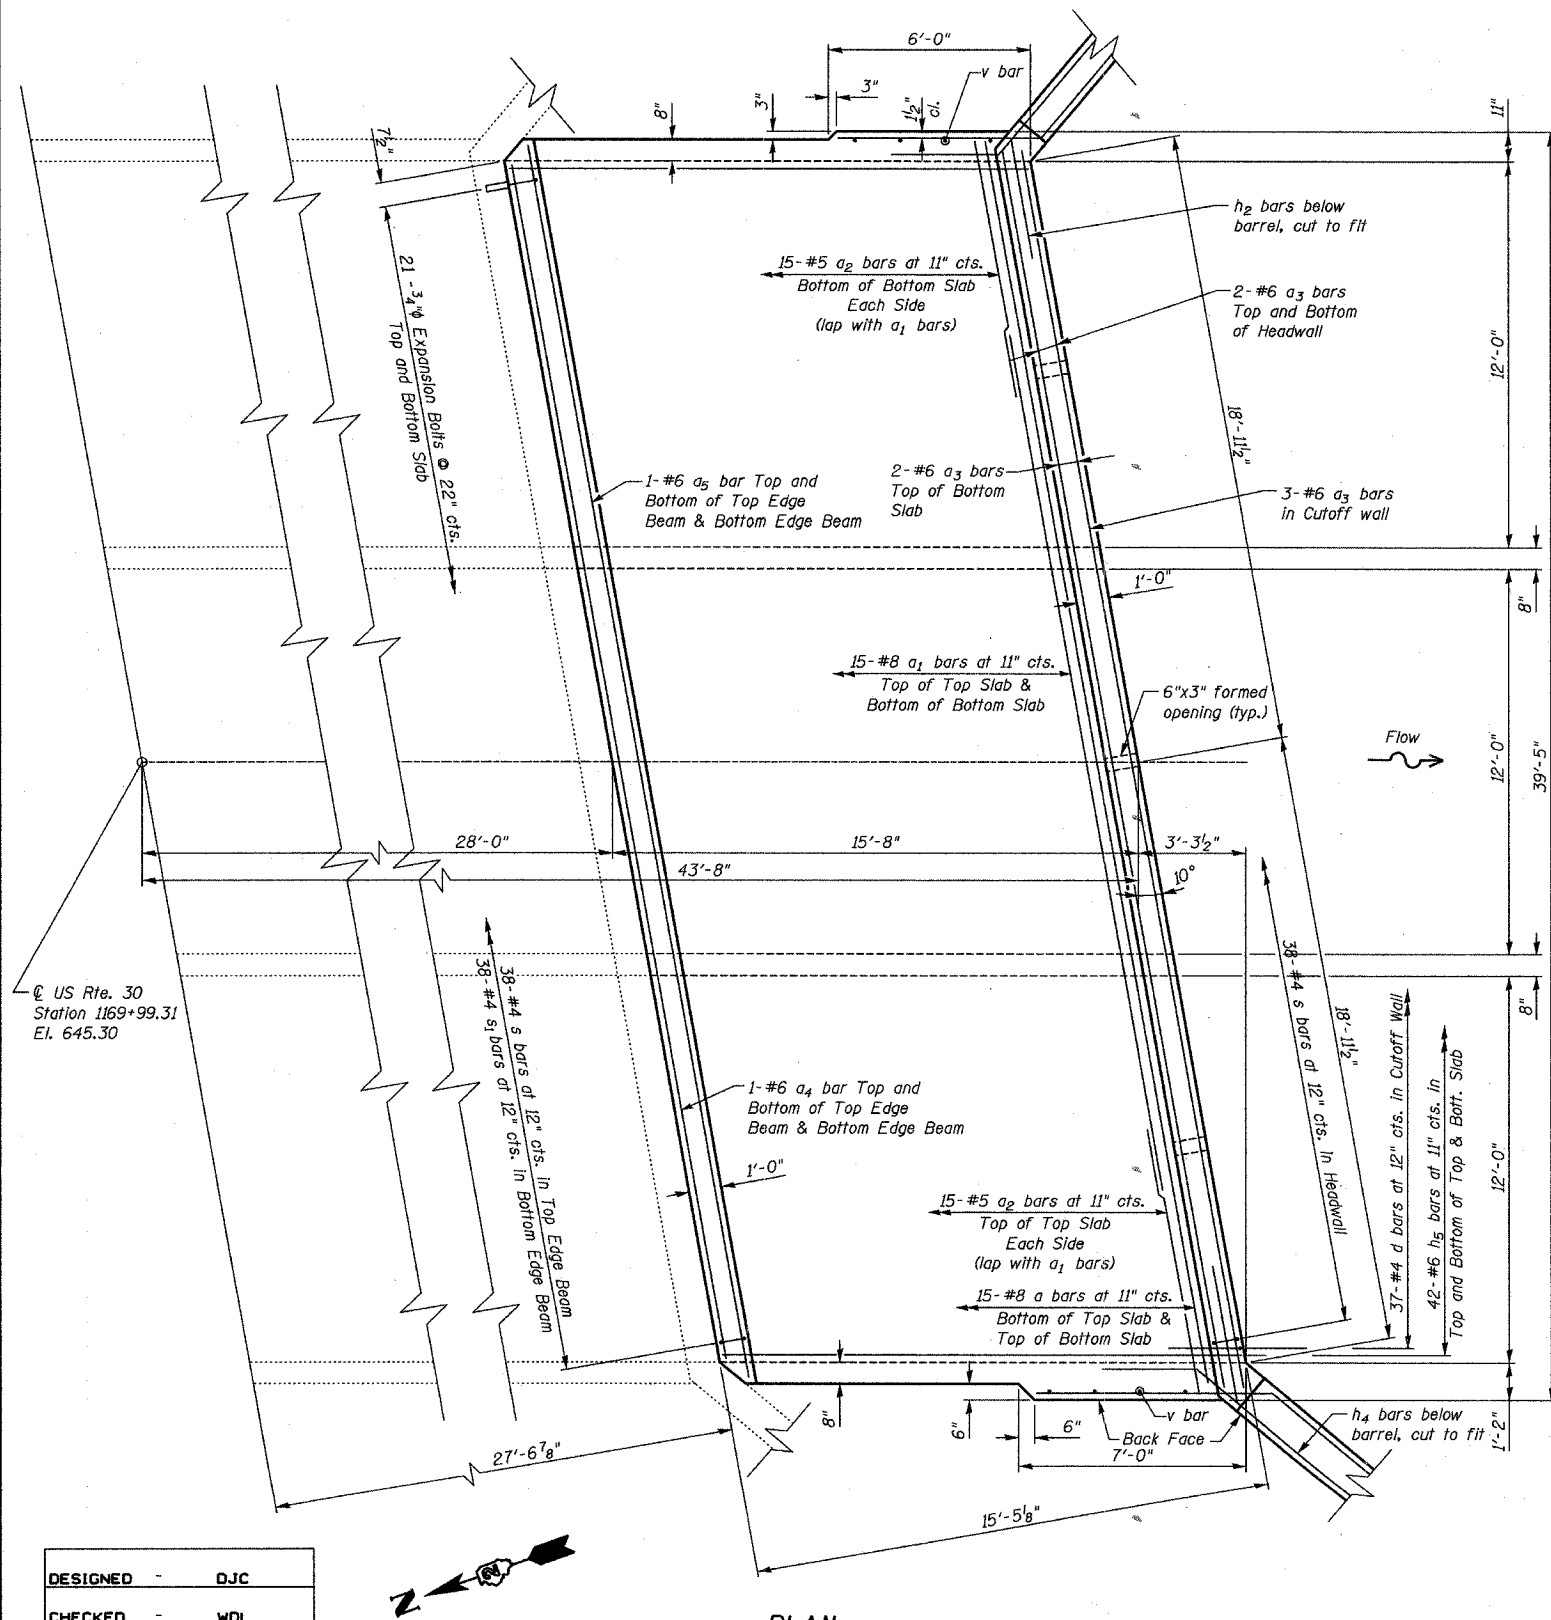 6'-0"
v bar
3"
8"
3"
1½"
cl.
11"
7½"
h2 bars below
barrel, cut to fit
15-#5 a2 bars at 11" cts.
Bottom of Bottom Slab
Each Side
(lap with a1 bars)
2-#6 a3 bars
Top and Bottom
of Headwall
12'-0"
21 - ¾"ϕ Expansion Bolts @ 22" cts.
Top and Bottom Slab
18'-11½"
1-#6 a5 bar Top and
Bottom of Top Edge
Beam & Bottom Edge Beam
2-#6 a3 bars
Top of Bottom
Slab
3-#6 a3 bars
in Cutoff wall
1'-0"
8"
15-#8 a1 bars at 11" cts.
Top of Top Slab &
Bottom of Bottom Slab
6"x3" formed
opening (typ.)
Flow
12'-0"
39'-5"
28'-0"
15'-8"
3'-3½"
43'-8"
10°
℄ US Rte. 30
Station 1169+99.31
El. 645.30
38-#4 s bars at 12" cts. in Top Edge Beam
38-#4 s1 bars at 12" cts. in Bottom Edge Beam
38-#4 s bars at 12" cts. in Headwall
18'-11½"
37-#4 d bars at 12" cts. in Cutoff Wall
42-#6 h5 bars at 11" cts. in
Top and Bottom of Top & Bott. Slab
8"
12'-0"
1-#6 a4 bar Top and
Bottom of Top Edge
Beam & Bottom Edge Beam
1'-0"
15-#5 a2 bars at 11" cts.
Top of Top Slab
Each Side
(lap with a1 bars)
15-#8 a bars at 11" cts.
Bottom of Top Slab &
Top of Bottom Slab
8"
6"
6"
v bar
Back Face
7'-0"
h4 bars below
barrel, cut to fit
1'-2"
27'-6⅞"
15'-5⅛"
DESIGNED - DJC
CHECKED - WDL
N
PLAN